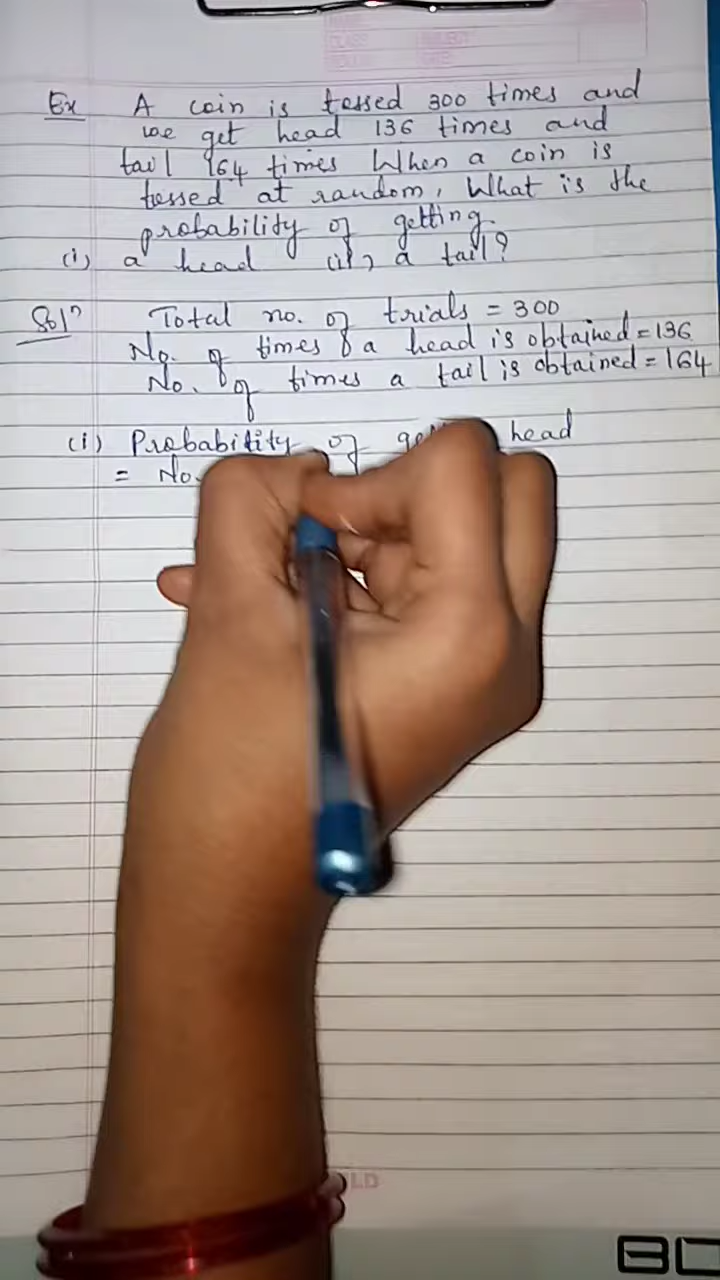 Ex A coin is tossed 300 times and
we get head 136 times and
tail 164 times When a coin is
tossed at random, What is the
probability of getting.
(i) a head (ii) a tail?
Solⁿ Total no. of trials = 300
No. of times a head is obtained = 136
No. of times a tail is obtained = 164
(i) Probability of head
= No.